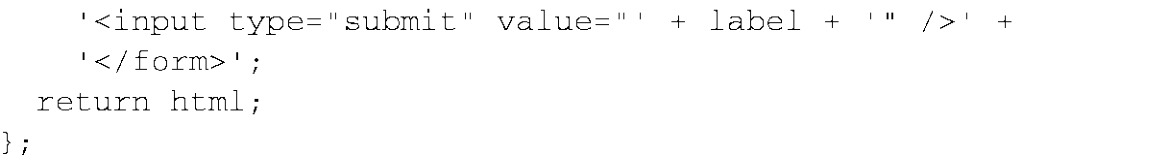 '<input type="submit" value="' + label + '" />' +
    '</form>';
  return html;
};